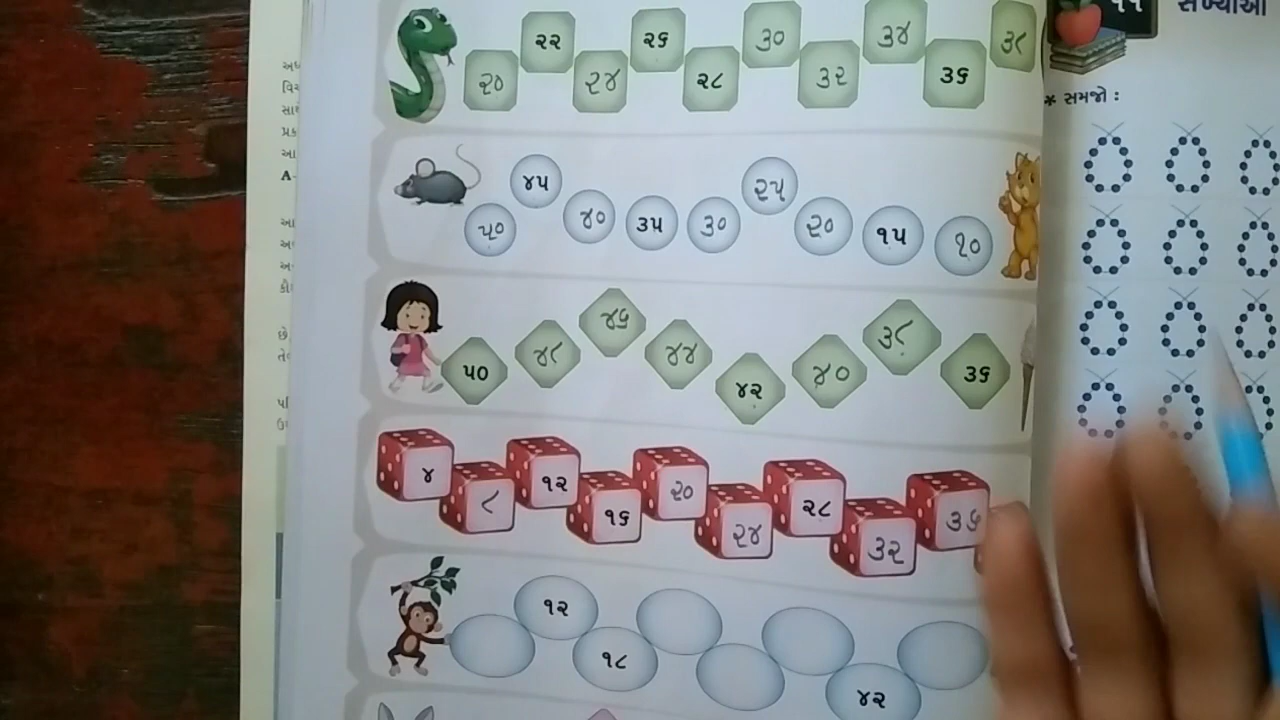 ૨૦ ૨૨ ૨૪ ૨૬ ૨૮ ૩૦ ૩૨ ૩૪ ૩૬ ૩૮
૫૦ ૪૫ ૪૦ ૩૫ ૩૦ ૨૫ ૨૦ ૧૫ ૧૦
૫૦ ૪૮ ૪૬ ૪૪ ૪૨ ૪૦ ૩૮ ૩૬
૪ ૮ ૧૨ ૧૬ ૨૦ ૨૪ ૨૮ ૩૨ ૩૬
૧૨ ૧૮ ૪૨
સંખ્યાઓ
* સમજો :
A-